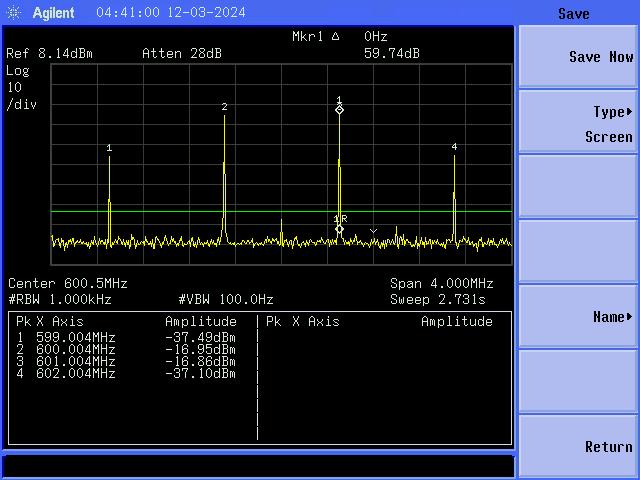 Agilent 04:41:00 12-03-2024
Save
Mkr1 Δ 0Hz
Ref 8.14dBm Atten 28dB 59.74dB
Log
10
/div
1
2
1
4
1R
Center 600.5MHz Span 4.000MHz
#RBW 1.000kHz #VBW 100.0Hz Sweep 2.731s
Pk X Axis Amplitude Pk X Axis Amplitude
1 599.004MHz -37.49dBm
2 600.004MHz -16.95dBm
3 601.004MHz -16.86dBm
4 602.004MHz -37.10dBm
Save Now
Type
Screen
Name
Return